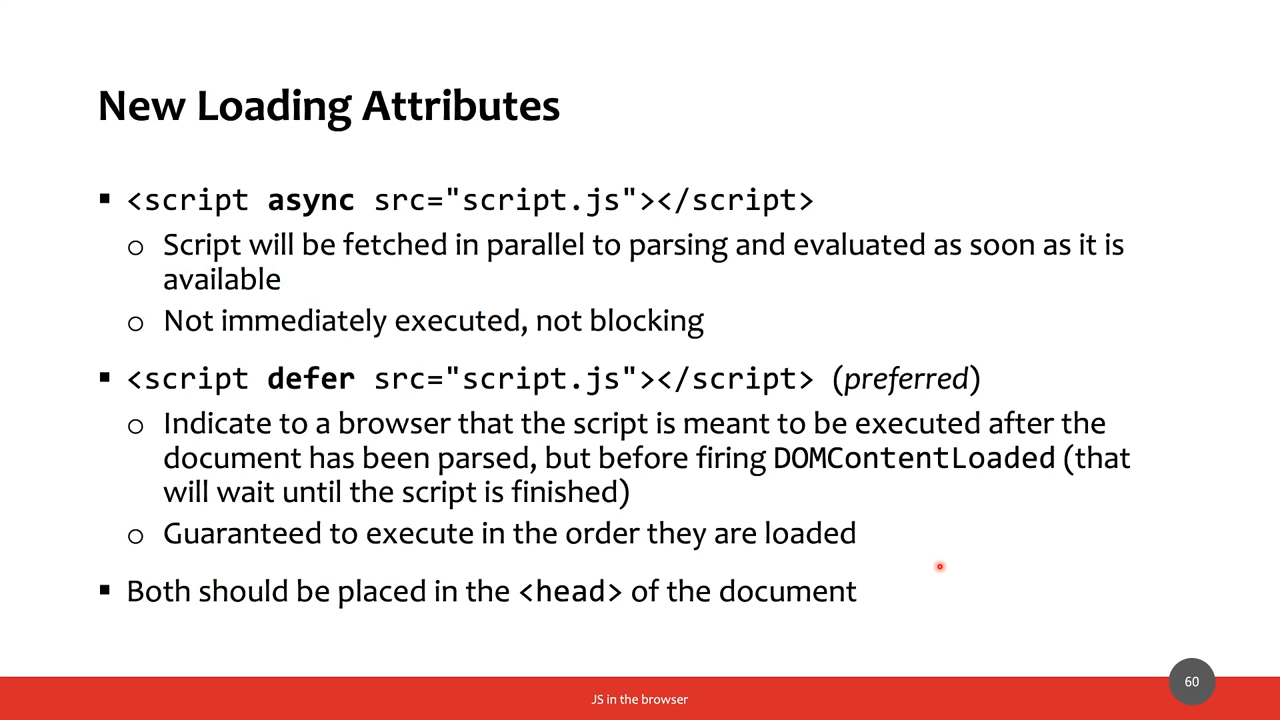 New Loading Attributes
▪ <script async src="script.js"></script>
o Script will be fetched in parallel to parsing and evaluated as soon as it is
available
o Not immediately executed, not blocking
▪ <script defer src="script.js"></script> (preferred)
o Indicate to a browser that the script is meant to be executed after the
document has been parsed, but before firing DOMContentLoaded (that
will wait until the script is finished)
o Guaranteed to execute in the order they are loaded
▪ Both should be placed in the <head> of the document
60
JS in the browser